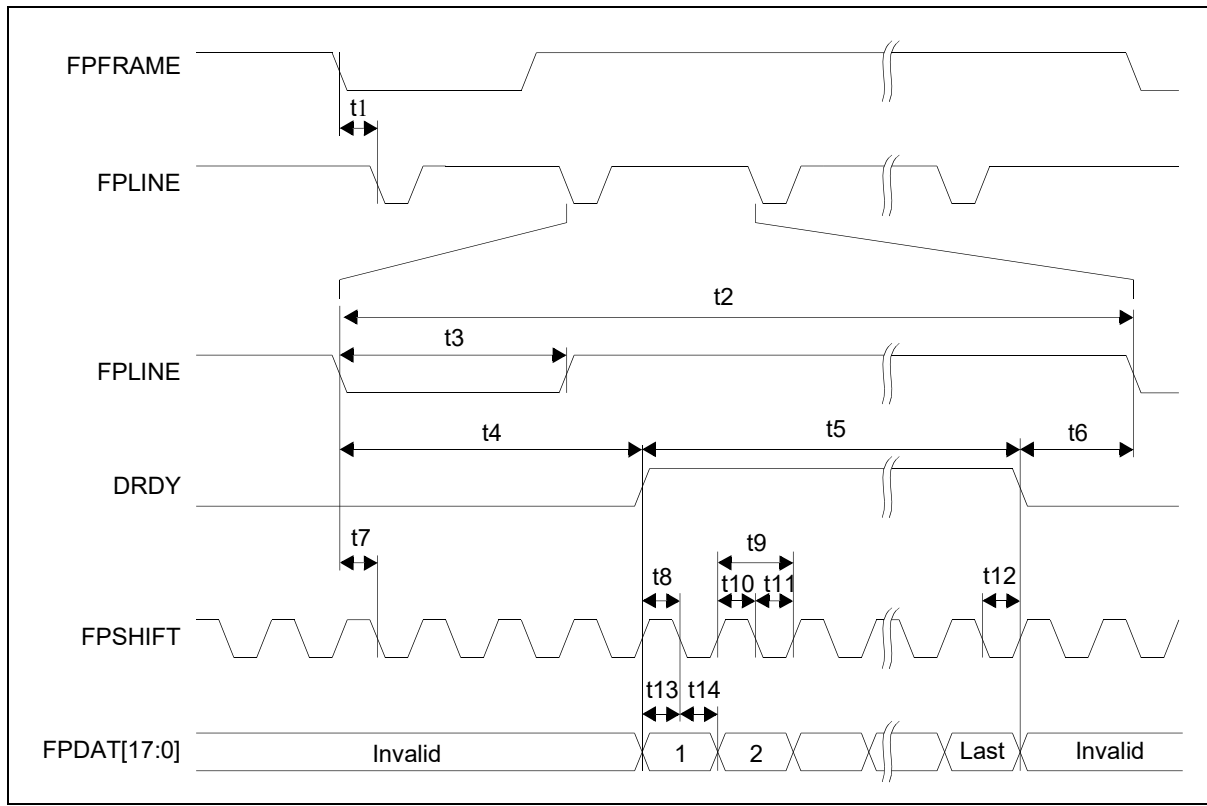 FPFRAME
t1
FPLINE
t2
t3
FPLINE
t4
t5
t6
DRDY
t7
t9
t8
t10
t11
t12
FPSHIFT
t13
t14
FPDAT[17:0]
Invalid
1
2
Last
Invalid